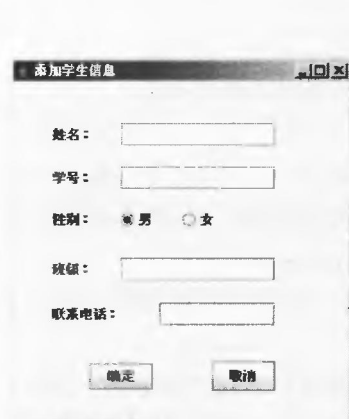 添加学生信息
姓名：
学号：
性别： 男 女
班级：
联系电话：
确定 取消